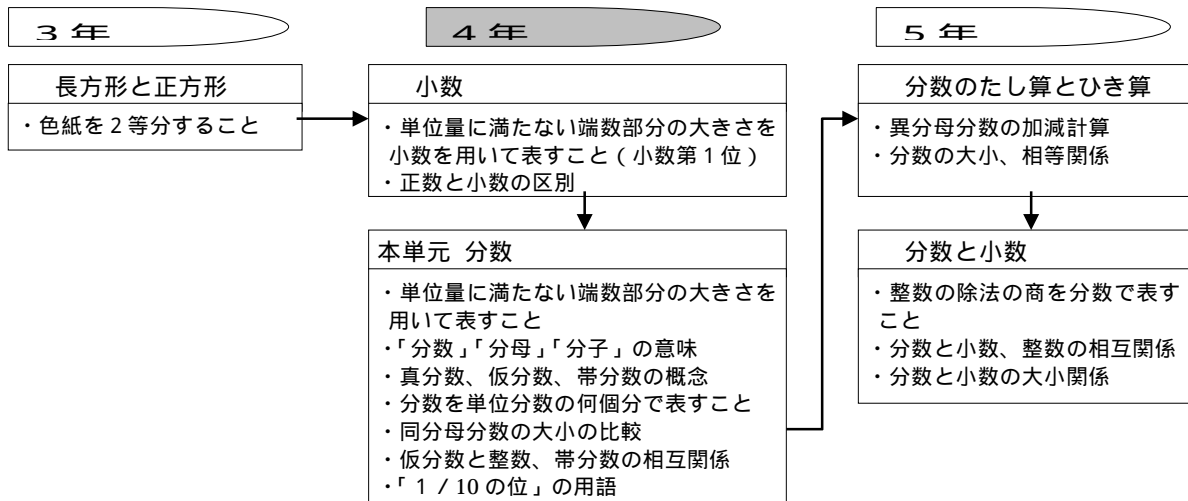 3年
4年
5年
長方形と正方形
・色紙を2等分すること
小数
・単位量に満たない端数部分の大きさを
小数を用いて表すこと(小数第1位)
・正数と小数の区別
本単元 分数
・単位量に満たない端数部分の大きさを
用いて表すこと
・「分数」「分母」「分子」の意味
・真分数、仮分数、帯分数の概念
・分数を単位分数の何個分で表すこと
・同分母分数の大小の比較
・仮分数と整数、帯分数の相互関係
・「1/10の位」の用語
分数のたし算とひき算
・異分母分数の加減計算
・分数の大小、相等関係
分数と小数
・整数の除法の商を分数で表す
こと
・分数と小数、整数の相互関係
・分数と小数の大小関係